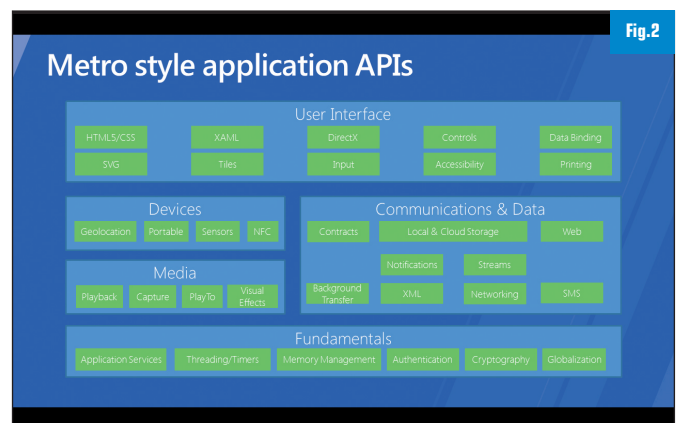 Fig.2
Metro style application APIs
User Interface
HTML5/CSS XAML DirectX Controls Data Binding
SVG Tiles Input Accessibility Printing
Devices
Geolocation Portable Sensors NFC
Media
Playback Capture PlayTo Visual
Effects
Communications & Data
Contracts Local & Cloud Storage Web
Notifications Streams
Background
Transfer XML Networking SMS
Fundamentals
Application Services Threading/Timers Memory Management Authentication Cryptography Globalization